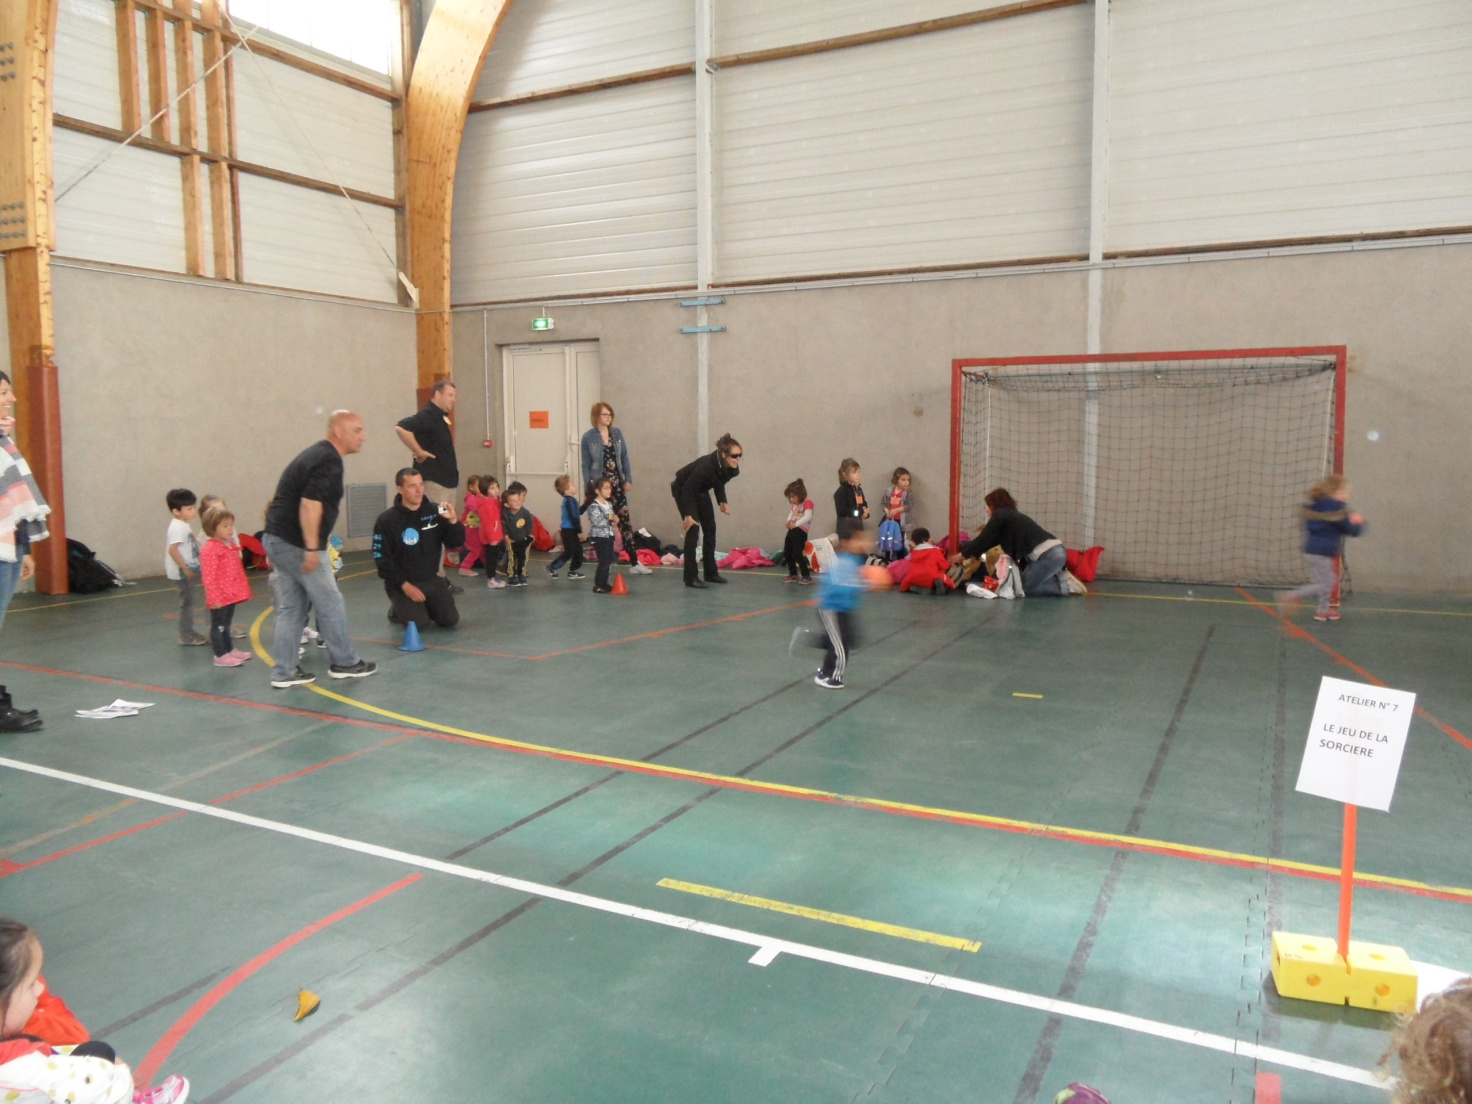 ATELIER N° 7
LE JEU DE LA
SORCIERE